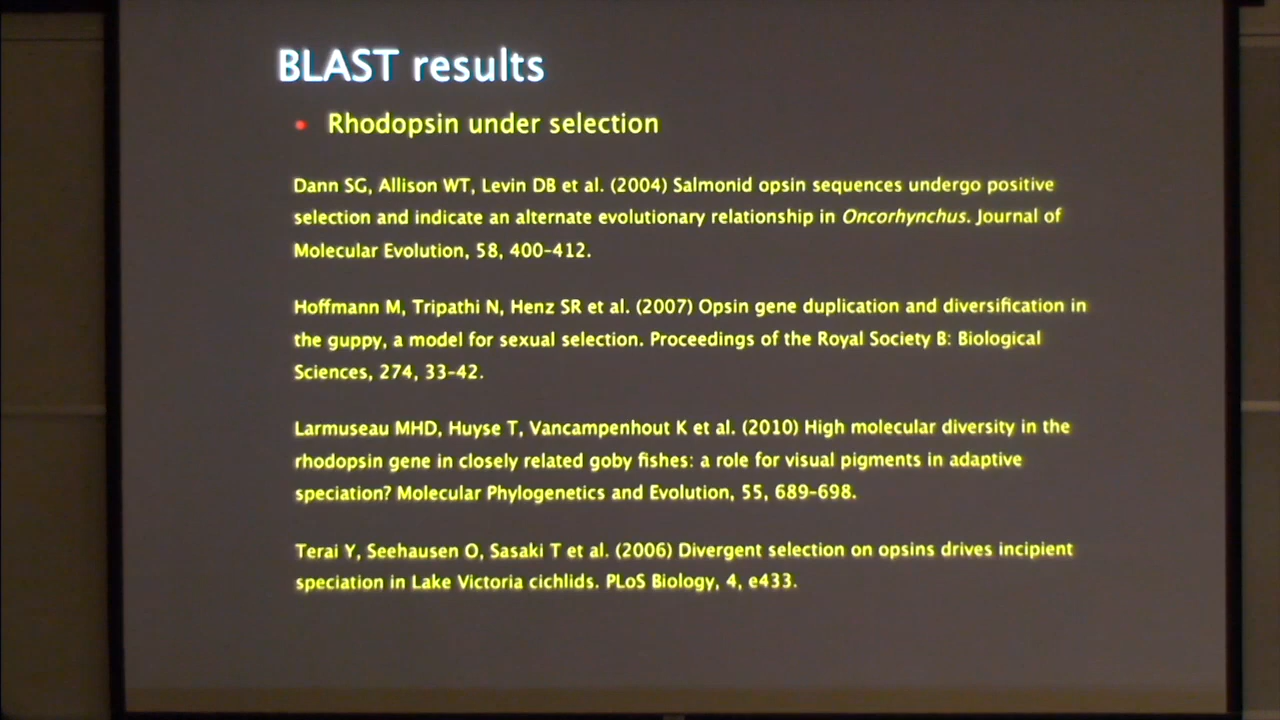 BLAST results
• Rhodopsin under selection
Dann SG, Allison WT, Levin DB et al. (2004) Salmonid opsin sequences undergo positive
selection and indicate an alternate evolutionary relationship in Oncorhynchus. Journal of
Molecular Evolution, 58, 400-412.
Hoffmann M, Tripathi N, Henz SR et al. (2007) Opsin gene duplication and diversification in
the guppy, a model for sexual selection. Proceedings of the Royal Society B: Biological
Sciences, 274, 33-42.
Larmuseau MHD, Huyse T, Vancampenhout K et al. (2010) High molecular diversity in the
rhodopsin gene in closely related goby fishes: a role for visual pigments in adaptive
speciation? Molecular Phylogenetics and Evolution, 55, 689-698.
Terai Y, Seehausen O, Sasaki T et al. (2006) Divergent selection on opsins drives incipient
speciation in Lake Victoria cichlids. PLoS Biology, 4, e433.